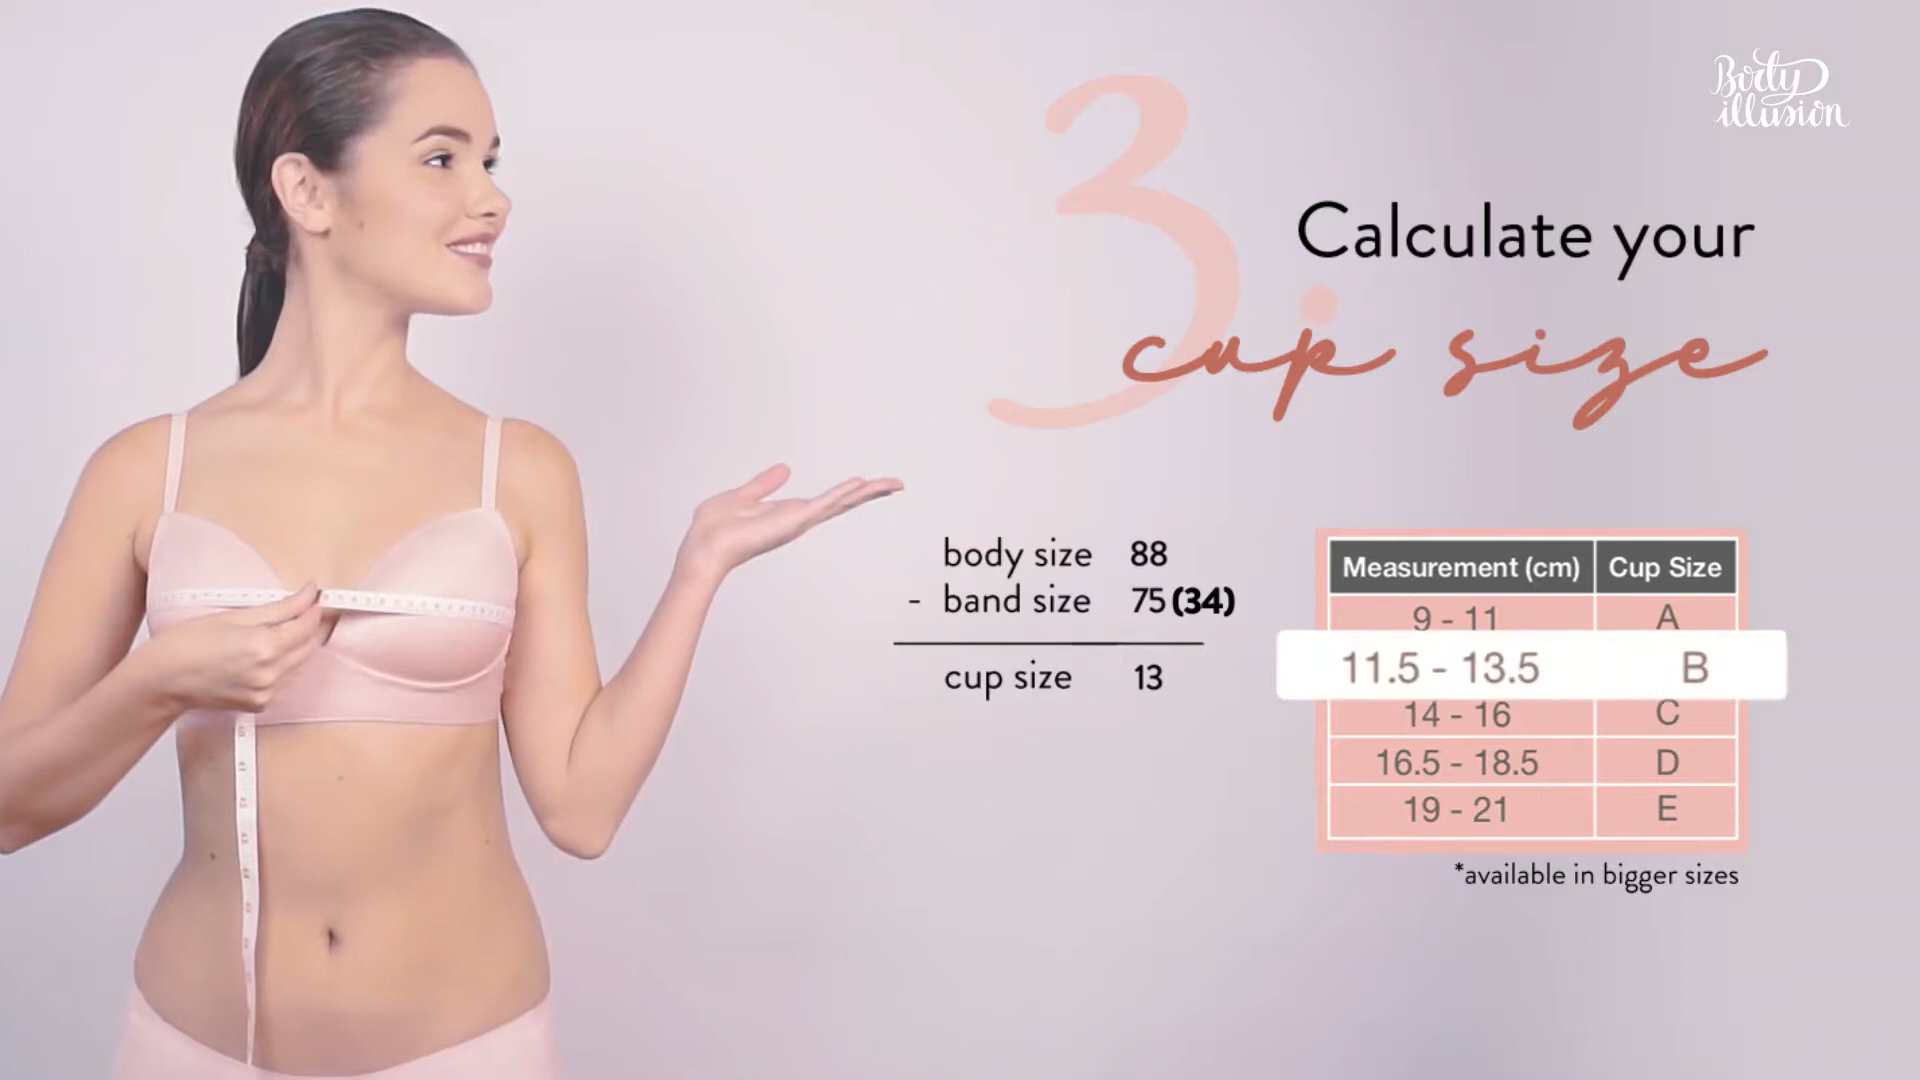 Body
illusion
3.
Calculate your
cup size
body size 88
- band size 75 (34)
cup size 13
Measurement (cm) Cup Size
9 - 11 A
11.5 - 13.5 B
14 - 16 C
16.5 - 18.5 D
19 - 21 E
*available in bigger sizes